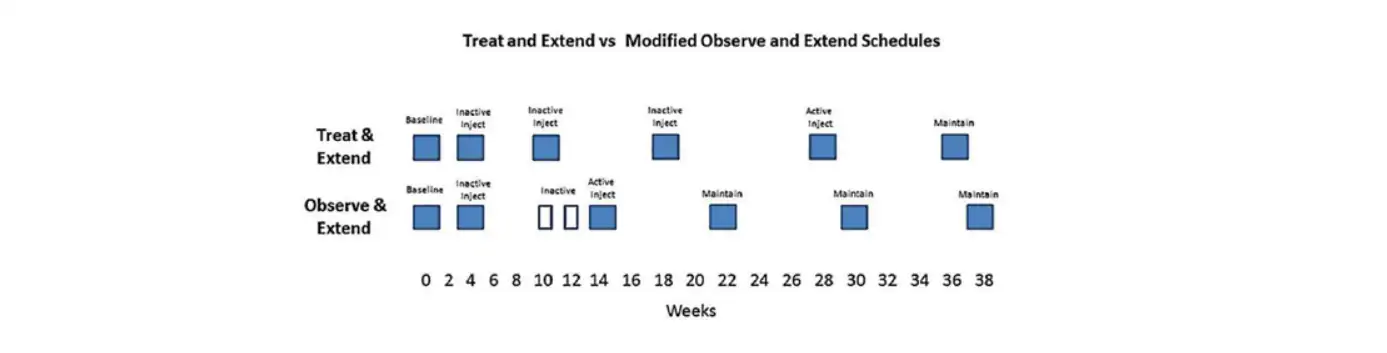 Treat and Extend vs Modified Observe and Extend Schedules
Baseline
Inactive
Inject
Inactive
Inject
Inactive
Inject
Active
Inject
Maintain
Treat &
Extend
Baseline
Inactive
Inject
Inactive
Active
Inject
Maintain
Maintain
Maintain
Observe &
Extend
0 2 4 6 8 10 12 14 16 18 20 22 24 26 28 30 32 34 36 38
Weeks